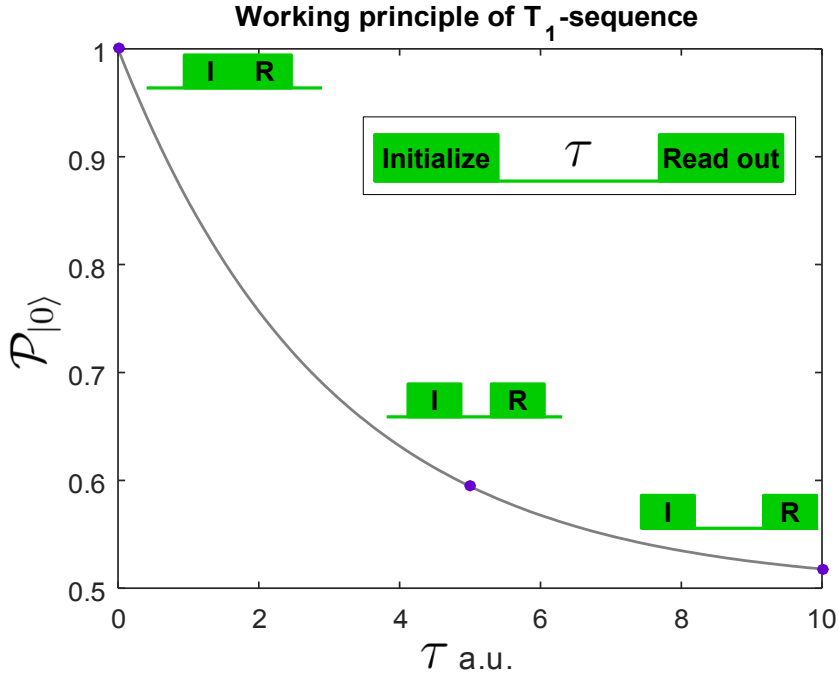 Working principle of T₁-sequence
1
I R
Initialize τ Read out
0.9
0.8
0.7
I R
0.6
I R
0.5
0 2 4 6 8 10
𝒫|0⟩
τ a.u.